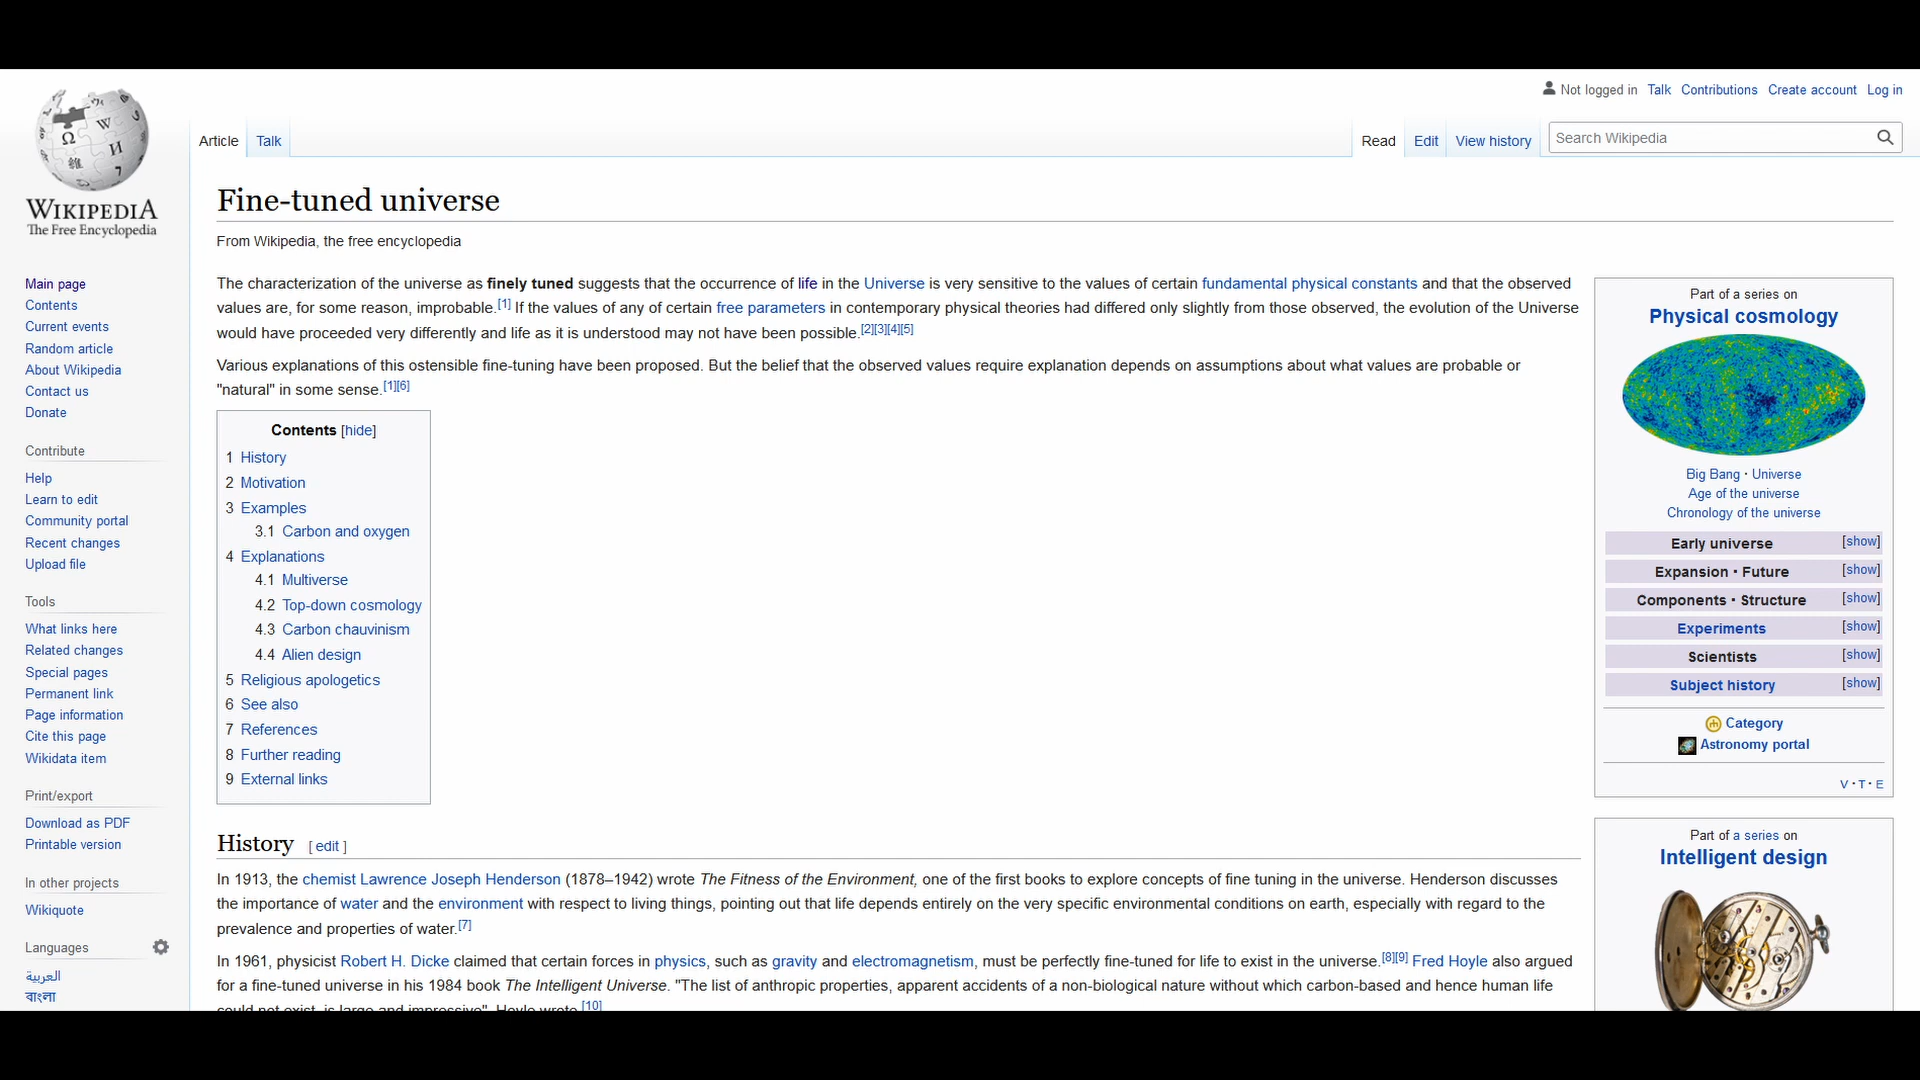 Not logged in Talk Contributions Create account Log in
Article Talk Read Edit View history Search Wikipedia
WIKIPEDIA
The Free Encyclopedia
Main page
Contents
Current events
Random article
About Wikipedia
Contact us
Donate
Contribute
Help
Learn to edit
Community portal
Recent changes
Upload file
Tools
What links here
Related changes
Special pages
Permanent link
Page information
Cite this page
Wikidata item
Print/export
Download as PDF
Printable version
In other projects
Wikiquote
Languages
العربية
বাংলা
Fine-tuned universe
From Wikipedia, the free encyclopedia
The characterization of the universe as finely tuned suggests that the occurrence of life in the Universe is very sensitive to the values of certain fundamental physical constants and that the observed
values are, for some reason, improbable.[1] If the values of any of certain free parameters in contemporary physical theories had differed only slightly from those observed, the evolution of the Universe
would have proceeded very differently and life as it is understood may not have been possible.[2][3][4][5]
Various explanations of this ostensible fine-tuning have been proposed. But the belief that the observed values require explanation depends on assumptions about what values are probable or
"natural" in some sense.[1][6]
Contents [hide]
1 History
2 Motivation
3 Examples
3.1 Carbon and oxygen
4 Explanations
4.1 Multiverse
4.2 Top-down cosmology
4.3 Carbon chauvinism
4.4 Alien design
5 Religious apologetics
6 See also
7 References
8 Further reading
9 External links
History [ edit ]
In 1913, the chemist Lawrence Joseph Henderson (1878–1942) wrote The Fitness of the Environment, one of the first books to explore concepts of fine tuning in the universe. Henderson discusses
the importance of water and the environment with respect to living things, pointing out that life depends entirely on the very specific environmental conditions on earth, especially with regard to the
prevalence and properties of water.[7]
In 1961, physicist Robert H. Dicke claimed that certain forces in physics, such as gravity and electromagnetism, must be perfectly fine-tuned for life to exist in the universe.[8][9] Fred Hoyle also argued
for a fine-tuned universe in his 1984 book The Intelligent Universe. "The list of anthropic properties, apparent accidents of a non-biological nature without which carbon-based and hence human life
could not exist, is large and impressive", Hoyle wrote.[10]
Part of a series on
Physical cosmology
Big Bang · Universe
Age of the universe
Chronology of the universe
Early universe [show]
Expansion · Future [show]
Components · Structure [show]
Experiments [show]
Scientists [show]
Subject history [show]
Category
Astronomy portal
V · T · E
Part of a series on
Intelligent design